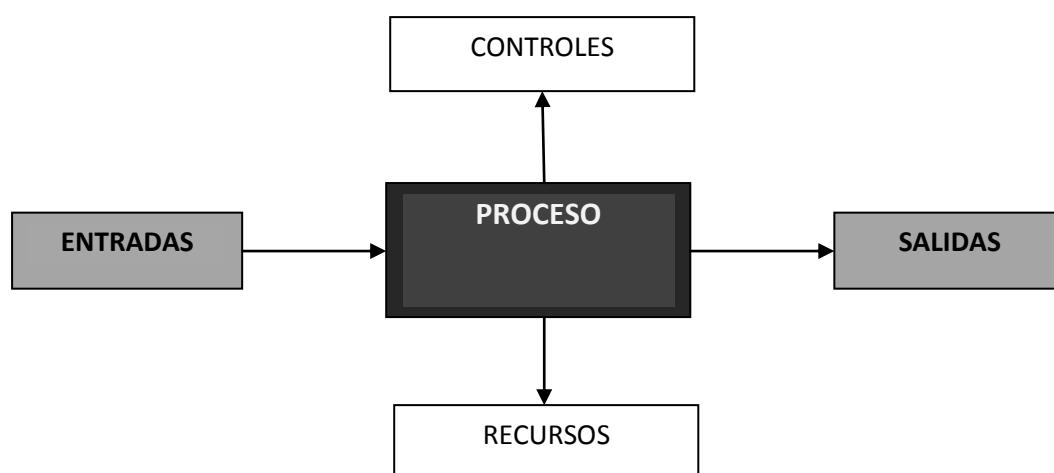 CONTROLES
PROCESO
ENTRADAS
SALIDAS
RECURSOS